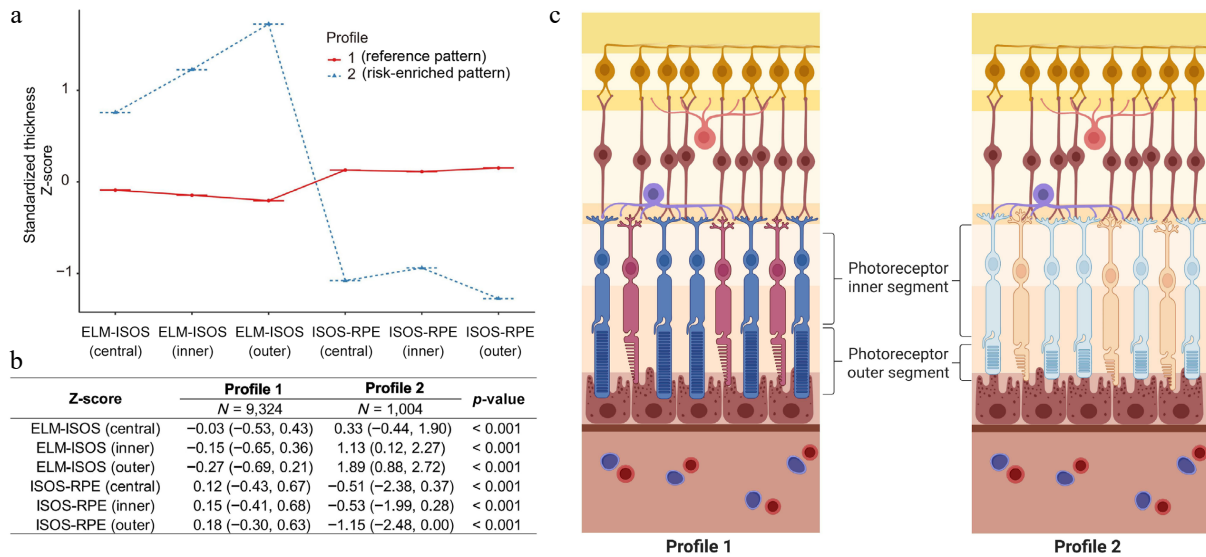 a
Standardized thickness
Z-score
1
0
−1
Profile
1 (reference pattern)
2 (risk-enriched pattern)
ELM-ISOS
(central)
ELM-ISOS
(inner)
ELM-ISOS
(outer)
ISOS-RPE
(central)
ISOS-RPE
(inner)
ISOS-RPE
(outer)
b
Z-score Profile 1 Profile 2 p-value
N = 9,324 N = 1,004
ELM-ISOS (central) −0.03 (−0.53, 0.43) 0.33 (−0.44, 1.90) < 0.001
ELM-ISOS (inner) −0.15 (−0.65, 0.36) 1.13 (0.12, 2.27) < 0.001
ELM-ISOS (outer) −0.27 (−0.69, 0.21) 1.89 (0.88, 2.72) < 0.001
ISOS-RPE (central) 0.12 (−0.43, 0.67) −0.51 (−2.38, 0.37) < 0.001
ISOS-RPE (inner) 0.15 (−0.41, 0.68) −0.53 (−1.99, 0.28) < 0.001
ISOS-RPE (outer) 0.18 (−0.30, 0.63) −1.15 (−2.48, 0.00) < 0.001
c
Photoreceptor
inner segment
Photoreceptor
outer segment
Profile 1
Profile 2